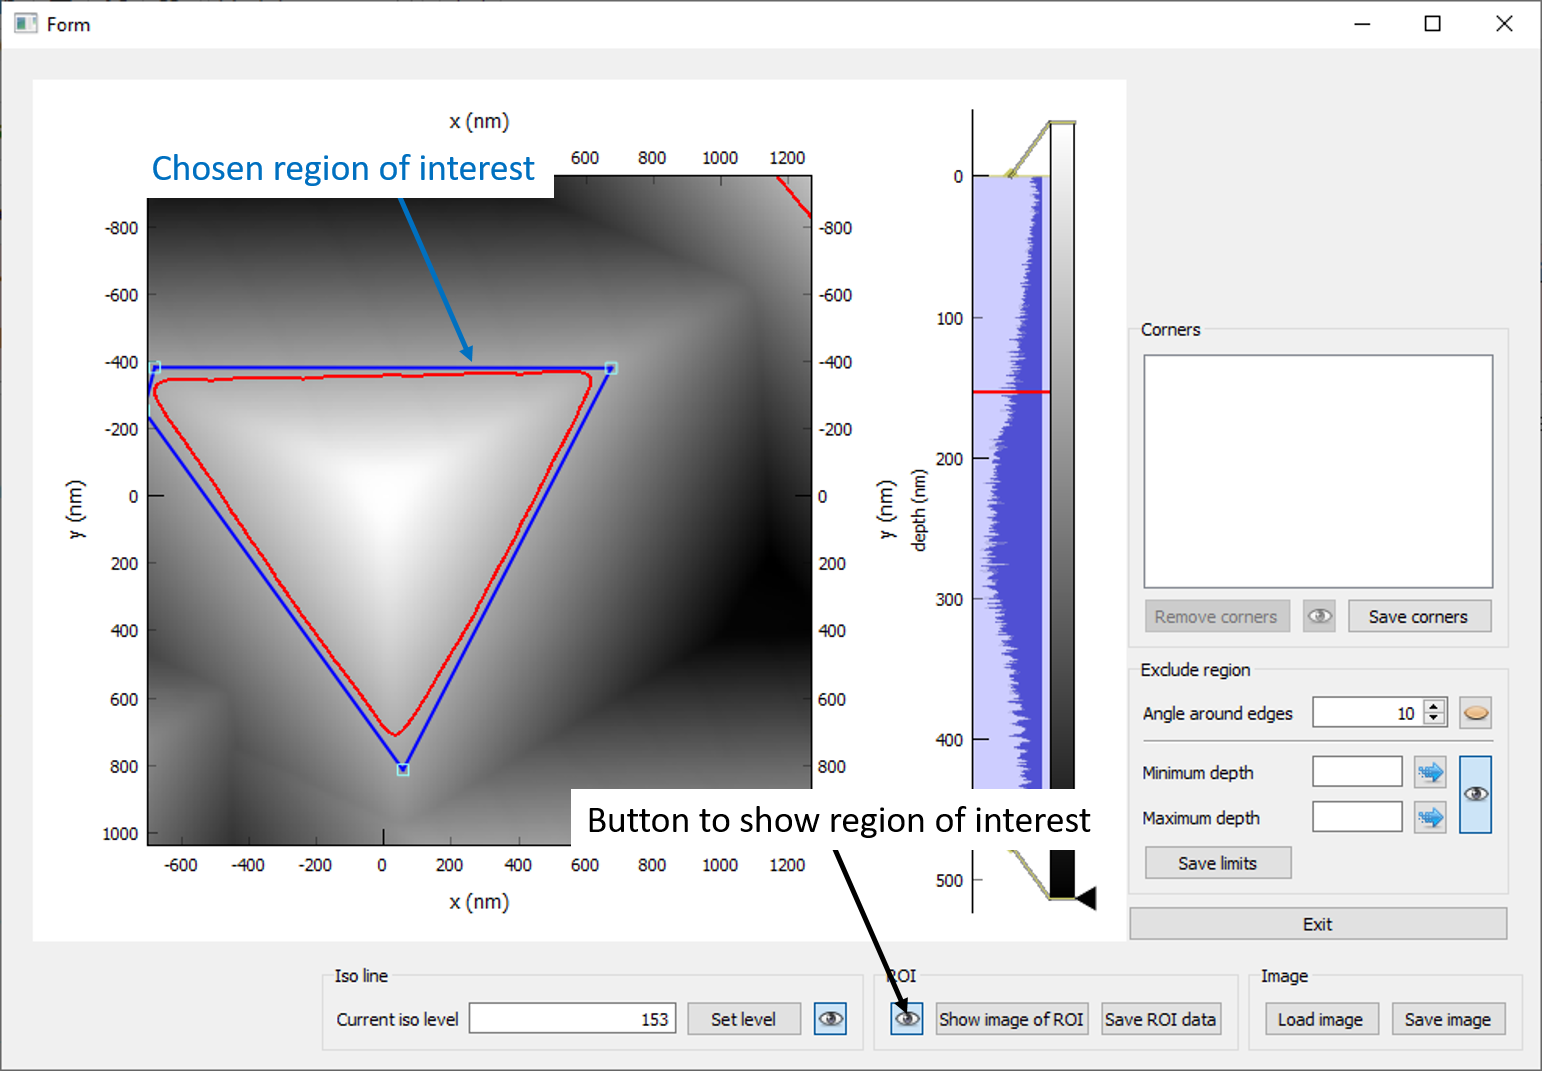 Form
x (nm)
Chosen region of interest
600 800 1000 1200
-800
-600
-400
-200
0
200
400
600
800
1000
y (nm)
-800
-600
-400
-200
0
200
400
600
800
y (nm)
-600 -400 -200 0 200 400 600 800 1000 1200
x (nm)
0
100
200
300
400
500
depth (nm)
Button to show region of interest
Corners
Remove corners Save corners
Exclude region
Angle around edges 10
Minimum depth
Maximum depth
Save limits
Exit
Iso line
Current iso level 153 Set level
ROI
Show image of ROI Save ROI data
Image
Load image Save image